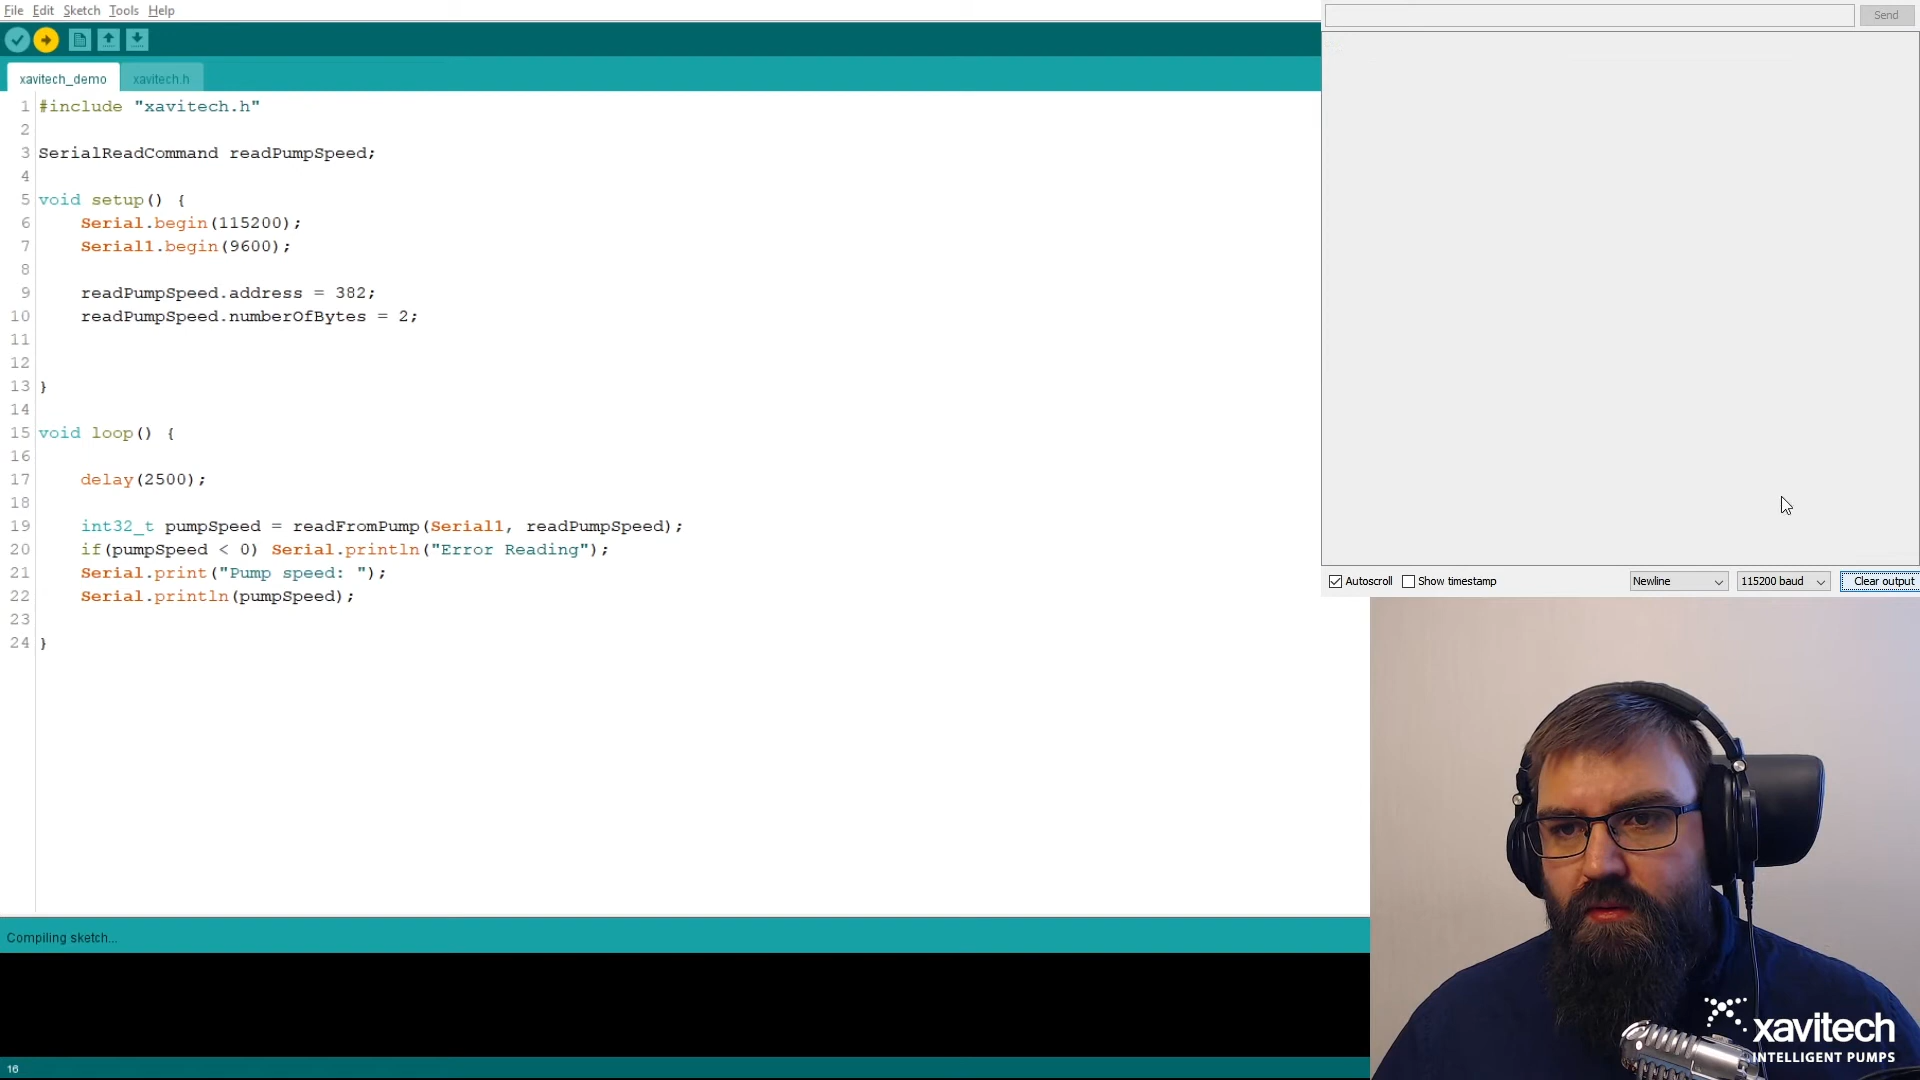 File Edit Sketch Tools Help
Send
xavitech_demo xavitech.h
1 #include "xavitech.h"
2
3 SerialReadCommand readPumpSpeed;
4
5 void setup() {
6 Serial.begin(115200);
7 Serial1.begin(9600);
8
9 readPumpSpeed.address = 382;
10 readPumpSpeed.numberOfBytes = 2;
11
12
13 }
14
15 void loop() {
16
17 delay(2500);
18
19 int32_t pumpSpeed = readFromPump(Serial1, readPumpSpeed);
20 if(pumpSpeed < 0) Serial.println("Error Reading");
21 Serial.print("Pump speed: ");
22 Serial.println(pumpSpeed);
23
24 }
Autoscroll Show timestamp Newline 115200 baud Clear output
Compiling sketch...
xavitech
INTELLIGENT PUMPS
16